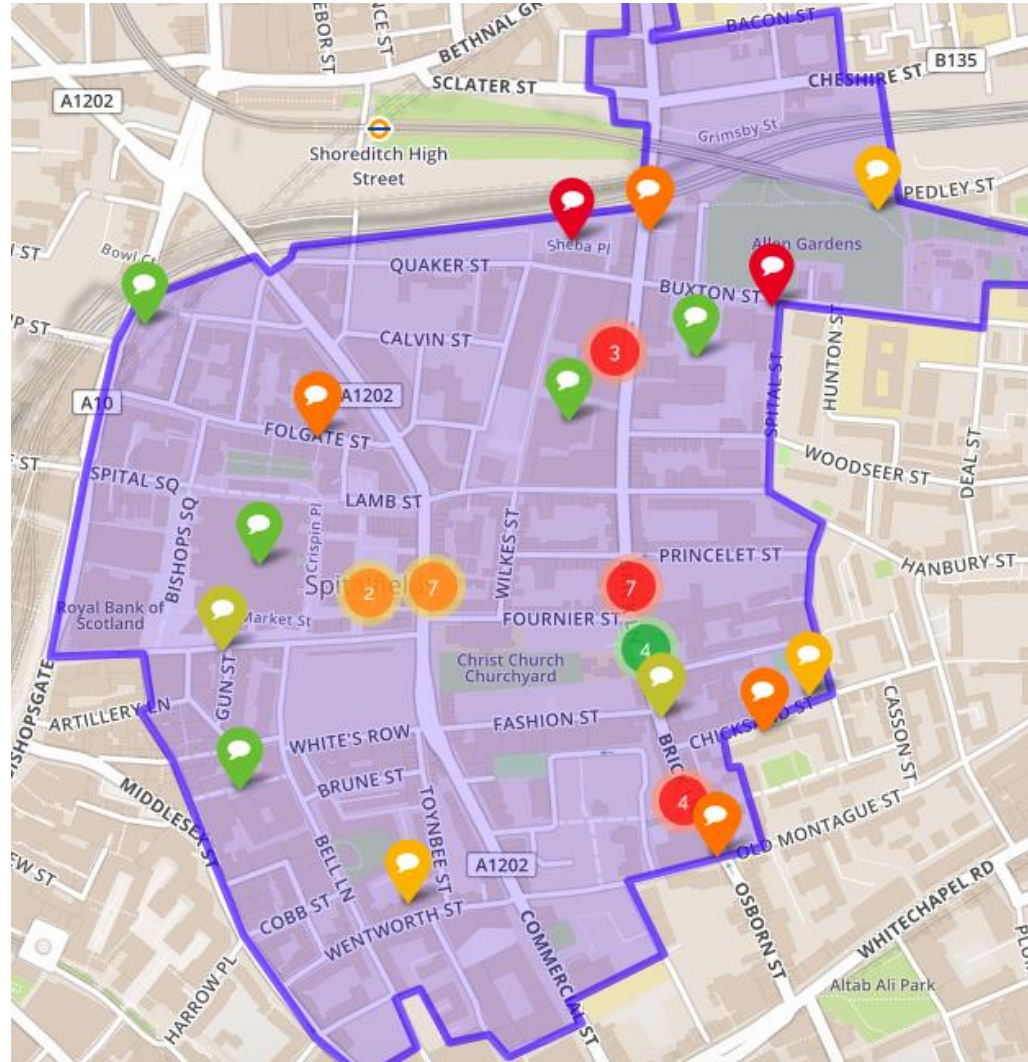 BACON ST
BETHNAL GR
SCLATER ST
CHESHIRE ST
B135
A1202
Grimsby St
Shoreditch High
Street
PEDLEY ST
Allen Gardens
Sheba Pl
Bowl Ct
QUAKER ST
BUXTON ST
CALVIN ST
3
HUNTON ST
SPITAL ST
A10
A1202
FOLGATE ST
WOODSEER ST
DEAL ST
SPITAL SQ
LAMB ST
BISHOPS SQ
Crispin Pl
WILKES ST
PRINCELET ST
HANBURY ST
Spitalfields
2
7
7
Royal Bank of
Scotland
Market St
FOURNIER ST
4
Christ Church
Churchyard
BISHOPSGATE
GUN ST
ARTILLERY LN
FASHION ST
CHICKSAND ST
CASSON ST
WHITE'S ROW
BRIC
BRUNE ST
MIDDLESEX ST
TOYNBEE ST
4
BELL LN
A1202
OLD MONTAGUE ST
COBB ST
WENTWORTH ST
OSBORN ST
WHITECHAPEL RD
COMMERCIAL ST
HARROW PL
Altab Ali Park